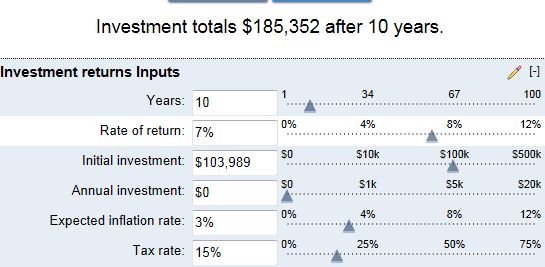 Investment totals $185,352 after 10 years.
Investment returns Inputs [-]
Years: 10 1 34 67 100
Rate of return: 7% 0% 4% 8% 12%
Initial investment: $103,989 $0 $10k $100k $500k
Annual investment: $0 $0 $1k $5k $20k
Expected inflation rate: 3% 0% 4% 8% 12%
Tax rate: 15% 0% 25% 50% 75%